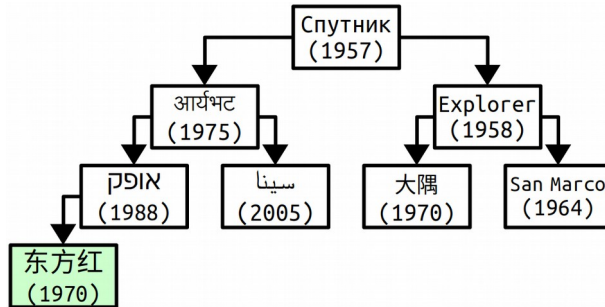 Спутник
(1957)
आर्यभट
(1975)
Explorer
(1958)
אופק
(1988)
سينا
(2005)
大隅
(1970)
San Marco
(1964)
东方红
(1970)